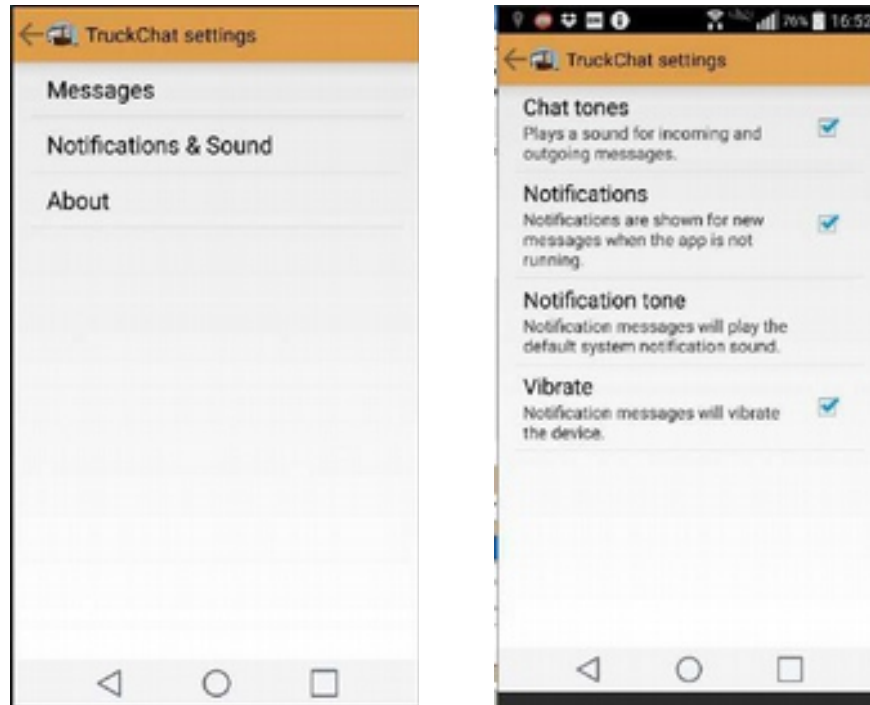 TruckChat settings
Messages
Notifications & Sound
About
76% 16:52
TruckChat settings
Chat tones
Plays a sound for incoming and
outgoing messages.
Notifications
Notifications are shown for new
messages when the app is not
running.
Notification tone
Notification messages will play the
default system notification sound.
Vibrate
Notification messages will vibrate
the device.